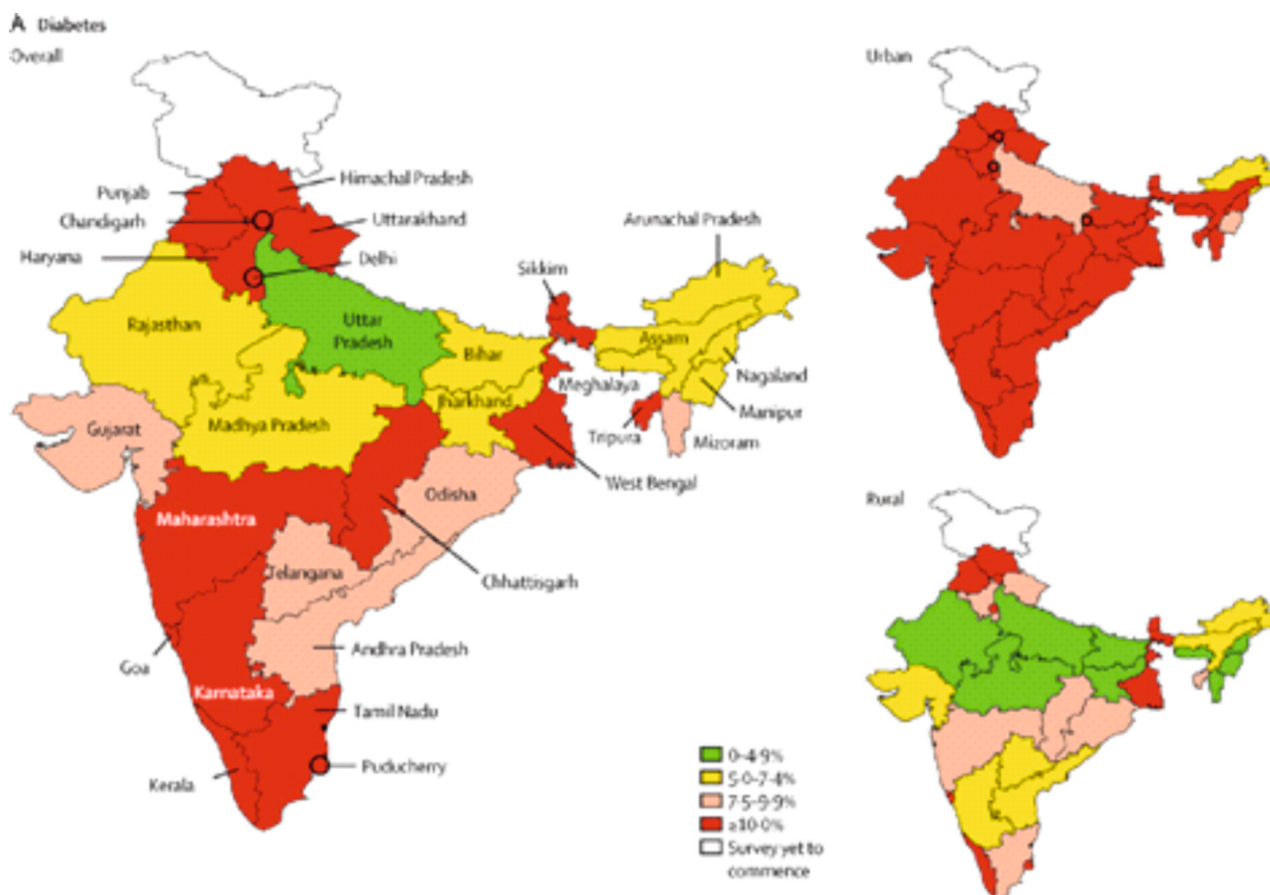 A Diabetes
Overall
Urban
Punjab
Himachal Pradesh
Chandigarh
Uttarakhand
Arunachal Pradesh
Haryana
Delhi
Sikkim
Rajasthan
Uttar
Pradesh
Bihar
Assam
Nagaland
Meghalaya
Jharkhand
Manipur
Gujarat
Madhya Pradesh
Tripura
Mizoram
West Bengal
Odisha
Rural
Maharashtra
Telangana
Chhattisgarh
Goa
Andhra Pradesh
Karnataka
Tamil Nadu
Puducherry
Kerala
0-4·9%
5·0-7·4%
7·5-9·9%
≥10·0%
Survey yet to
commence